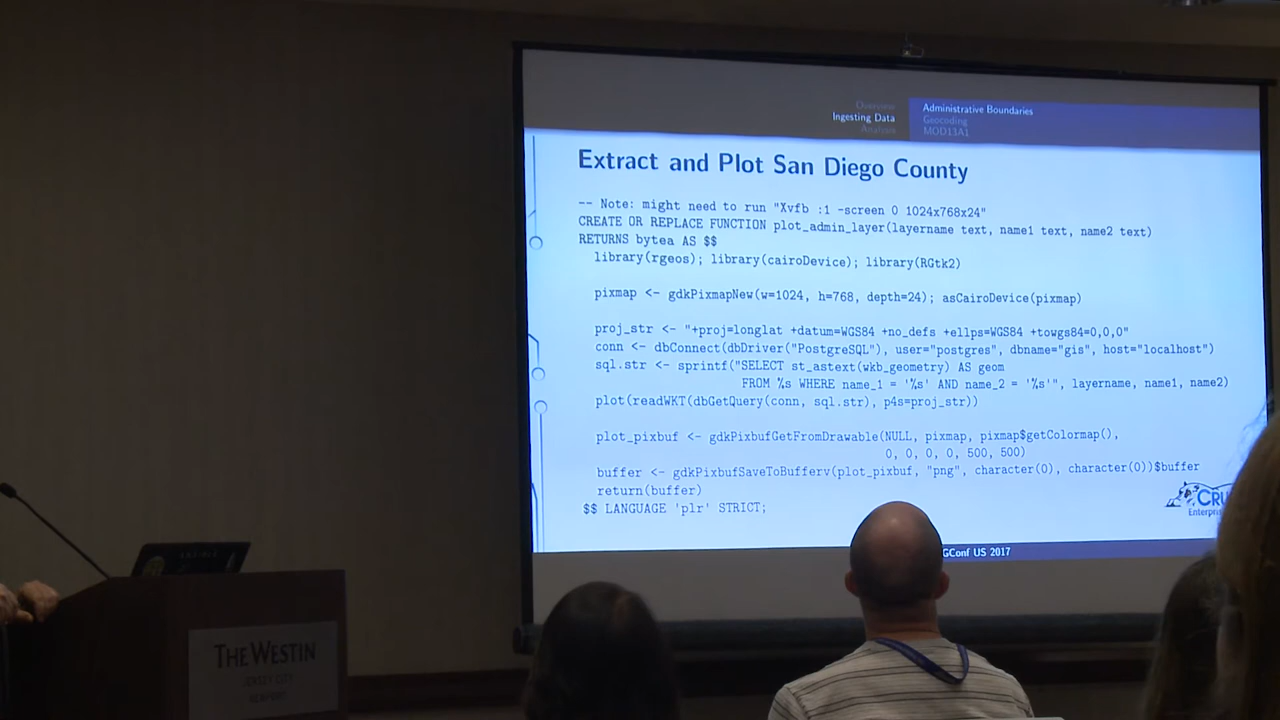 Overview
Ingesting Data
Analysis
Administrative Boundaries
Geocoding
MOD13A1
Extract and Plot San Diego County
-- Note: might need to run "Xvfb :1 -screen 0 1024x768x24"
CREATE OR REPLACE FUNCTION plot_admin_layer(layername text, name1 text, name2 text)
RETURNS bytea AS $$
library(rgeos); library(cairoDevice); library(RGtk2)
pixmap <- gdkPixmapNew(w=1024, h=768, depth=24); asCairoDevice(pixmap)
proj_str <- "+proj=longlat +datum=WGS84 +no_defs +ellps=WGS84 +towgs84=0,0,0"
conn <- dbConnect(dbDriver("PostgreSQL"), user="postgres", dbname="gis", host="localhost")
sql.str <- sprintf("SELECT st_astext(wkb_geometry) AS geom
FROM %s WHERE name_1 = '%s' AND name_2 = '%s'", layername, name1, name2)
plot(readWKT(dbGetQuery(conn, sql.str), p4s=proj_str))
plot_pixbuf <- gdkPixbufGetFromDrawable(NULL, pixmap, pixmap$getColormap(),
0, 0, 0, 0, 500, 500)
buffer <- gdkPixbufSaveToBufferv(plot_pixbuf, "png", character(0), character(0))$buffer
return(buffer)
$$ LANGUAGE 'plr' STRICT;
CRU
Enterpri
GConf US 2017
THE WESTIN
JERSEY CITY
NEWPORT